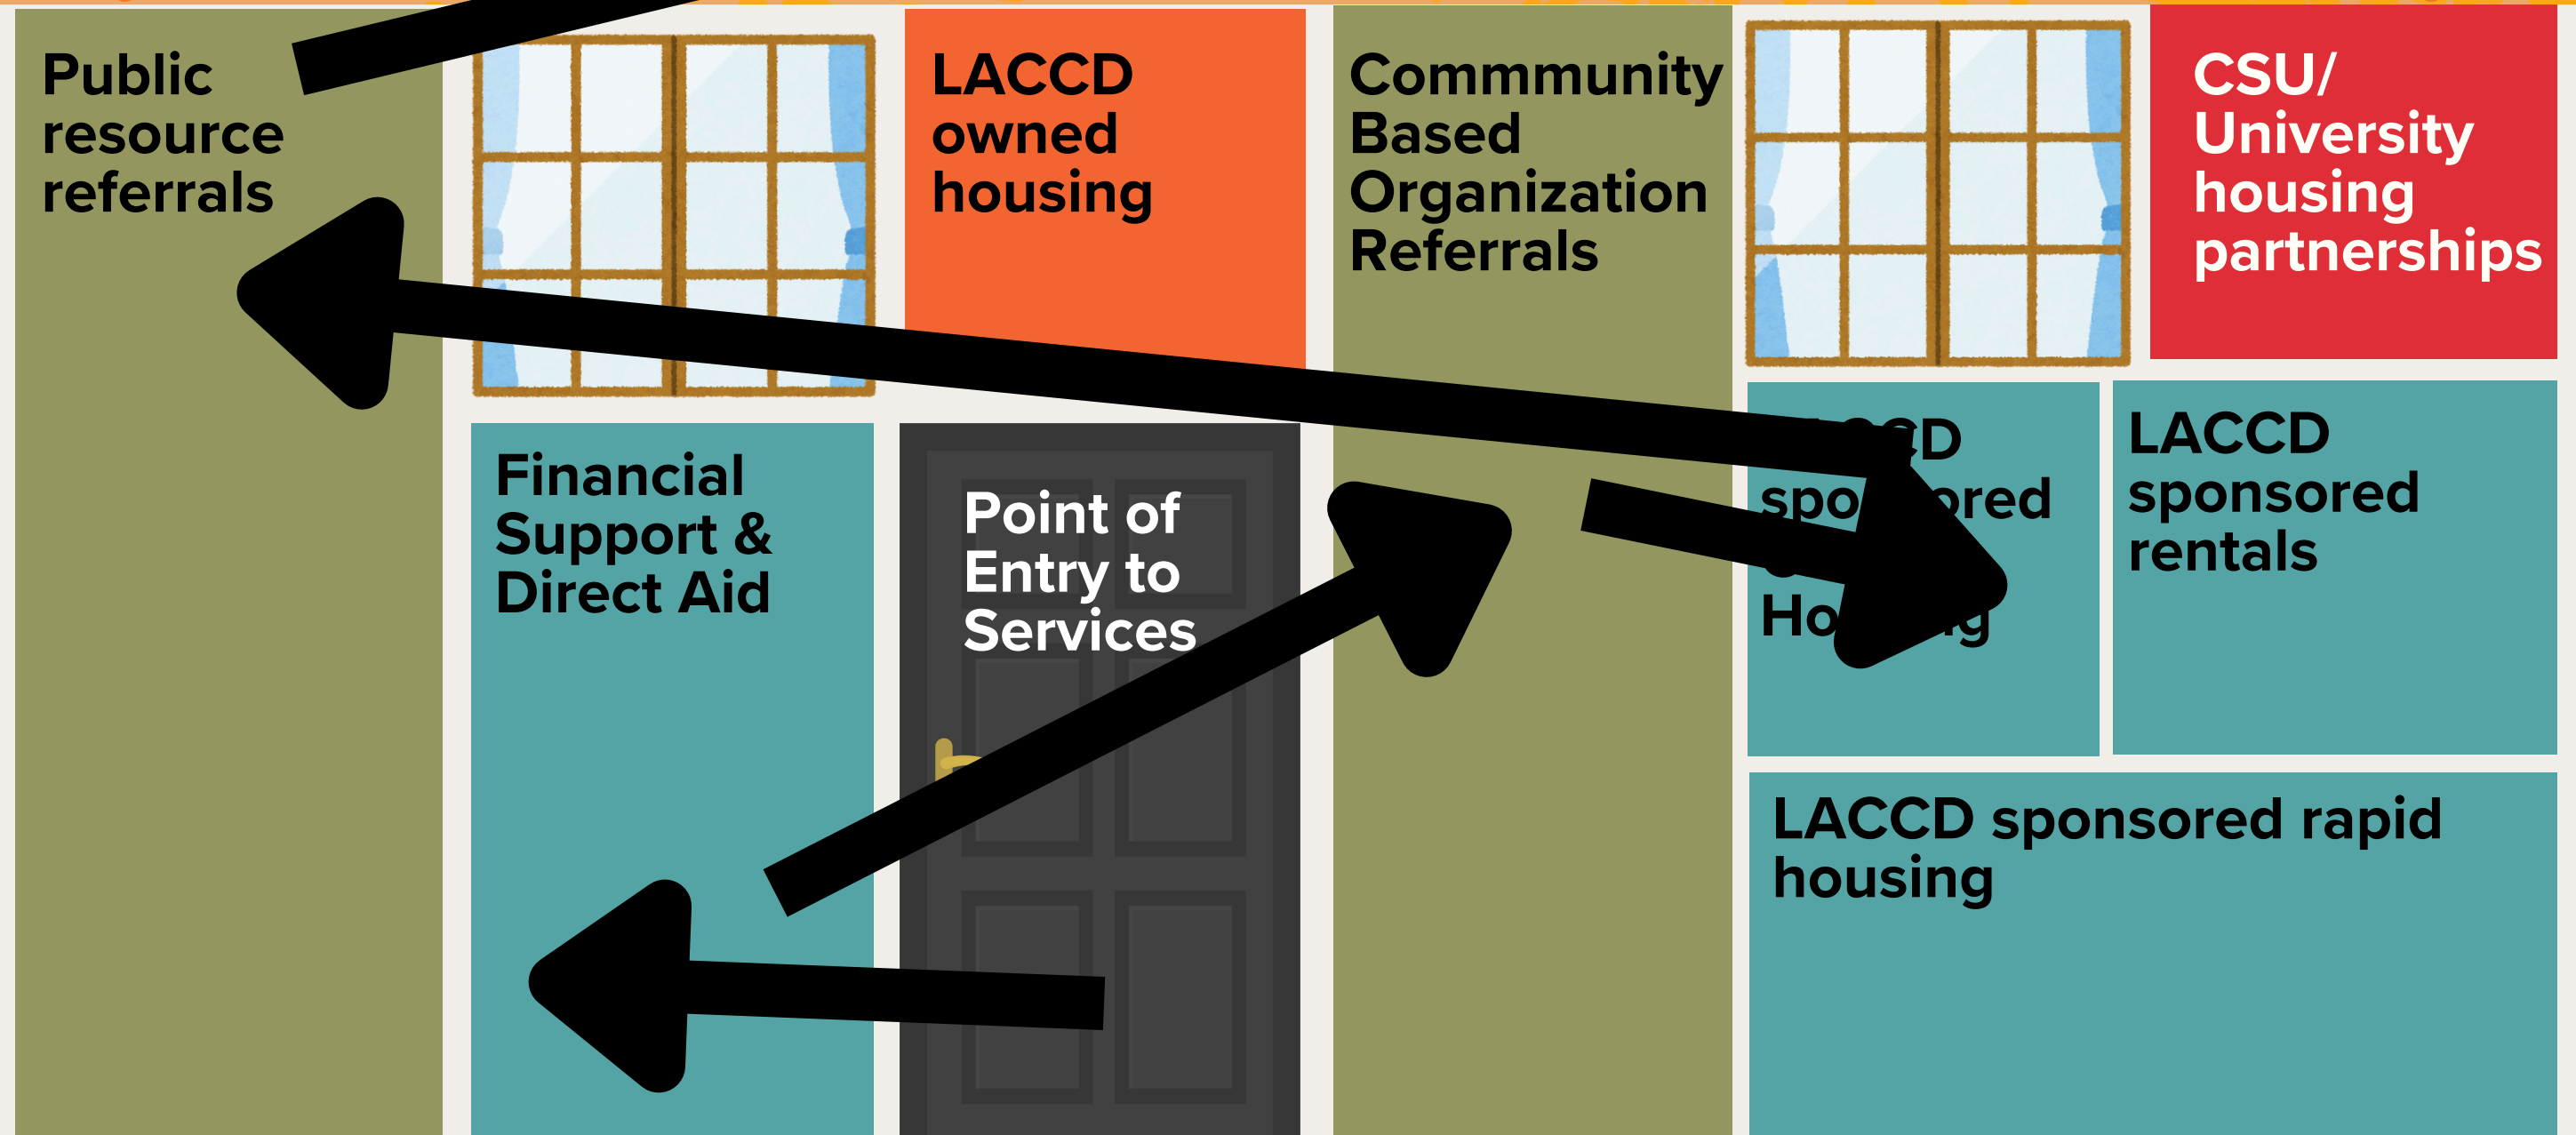 Public
resource
referrals
LACCD
owned
housing
Commmunity
Based
Organization
Referrals
CSU/
University
housing
partnerships
Financial
Support &
Direct Aid
Point of
Entry to
Services
LACCD
sponsored
rentals
LACCD sponsored rapid
housing